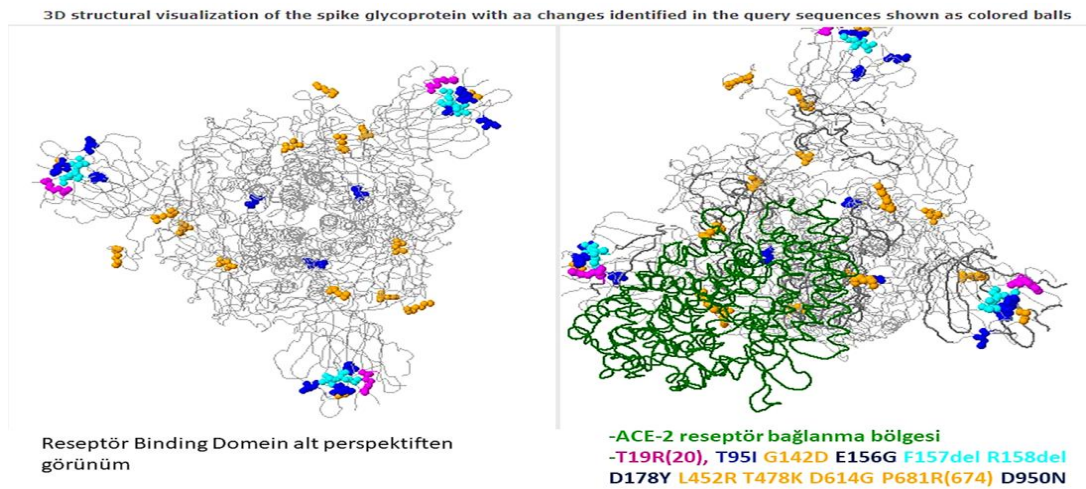 3D structural visualization of the spike glycoprotein with aa changes identified in the query sequences shown as colored balls
Reseptör Binding Domein alt perspektiften
görünüm
-ACE-2 reseptör bağlanma bölgesi
-T19R(20), T95I G142D E156G F157del R158del
D178Y L452R T478K D614G P681R(674) D950N